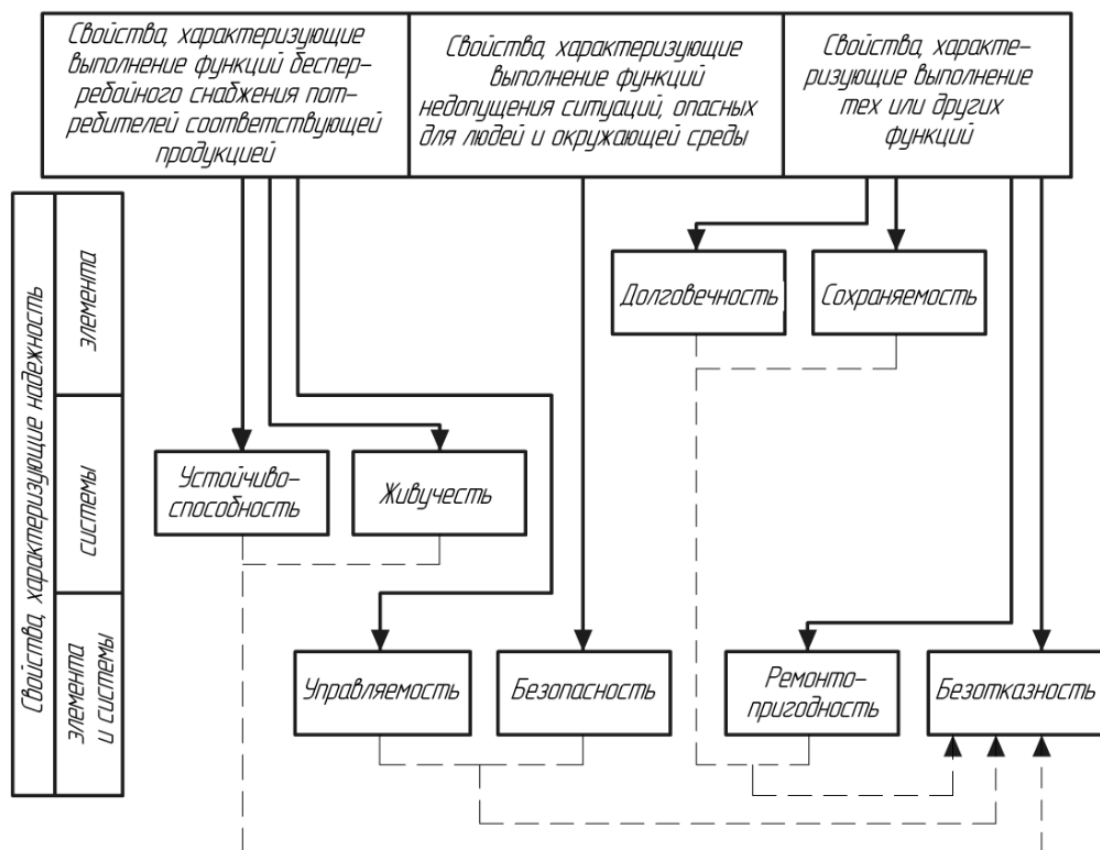 Свойства, характеризующие
выполнение функций беспер-
ребойного снабжения пот-
ребителей соответствующей
продукцией
Свойства, характеризующие
выполнение функций
недопущения ситуаций, опасных
для людей и окружающей среды
Свойства, характе-
ризующие выполнение
тех или других
функций
Свойства, характеризующие надежность
элемента
Долговечность
Сохраняемость
системы
Устойчиво-
способность
Живучесть
элемента
и системы
Управляемость
Безопасность
Ремонто-
пригодность
Безотказность